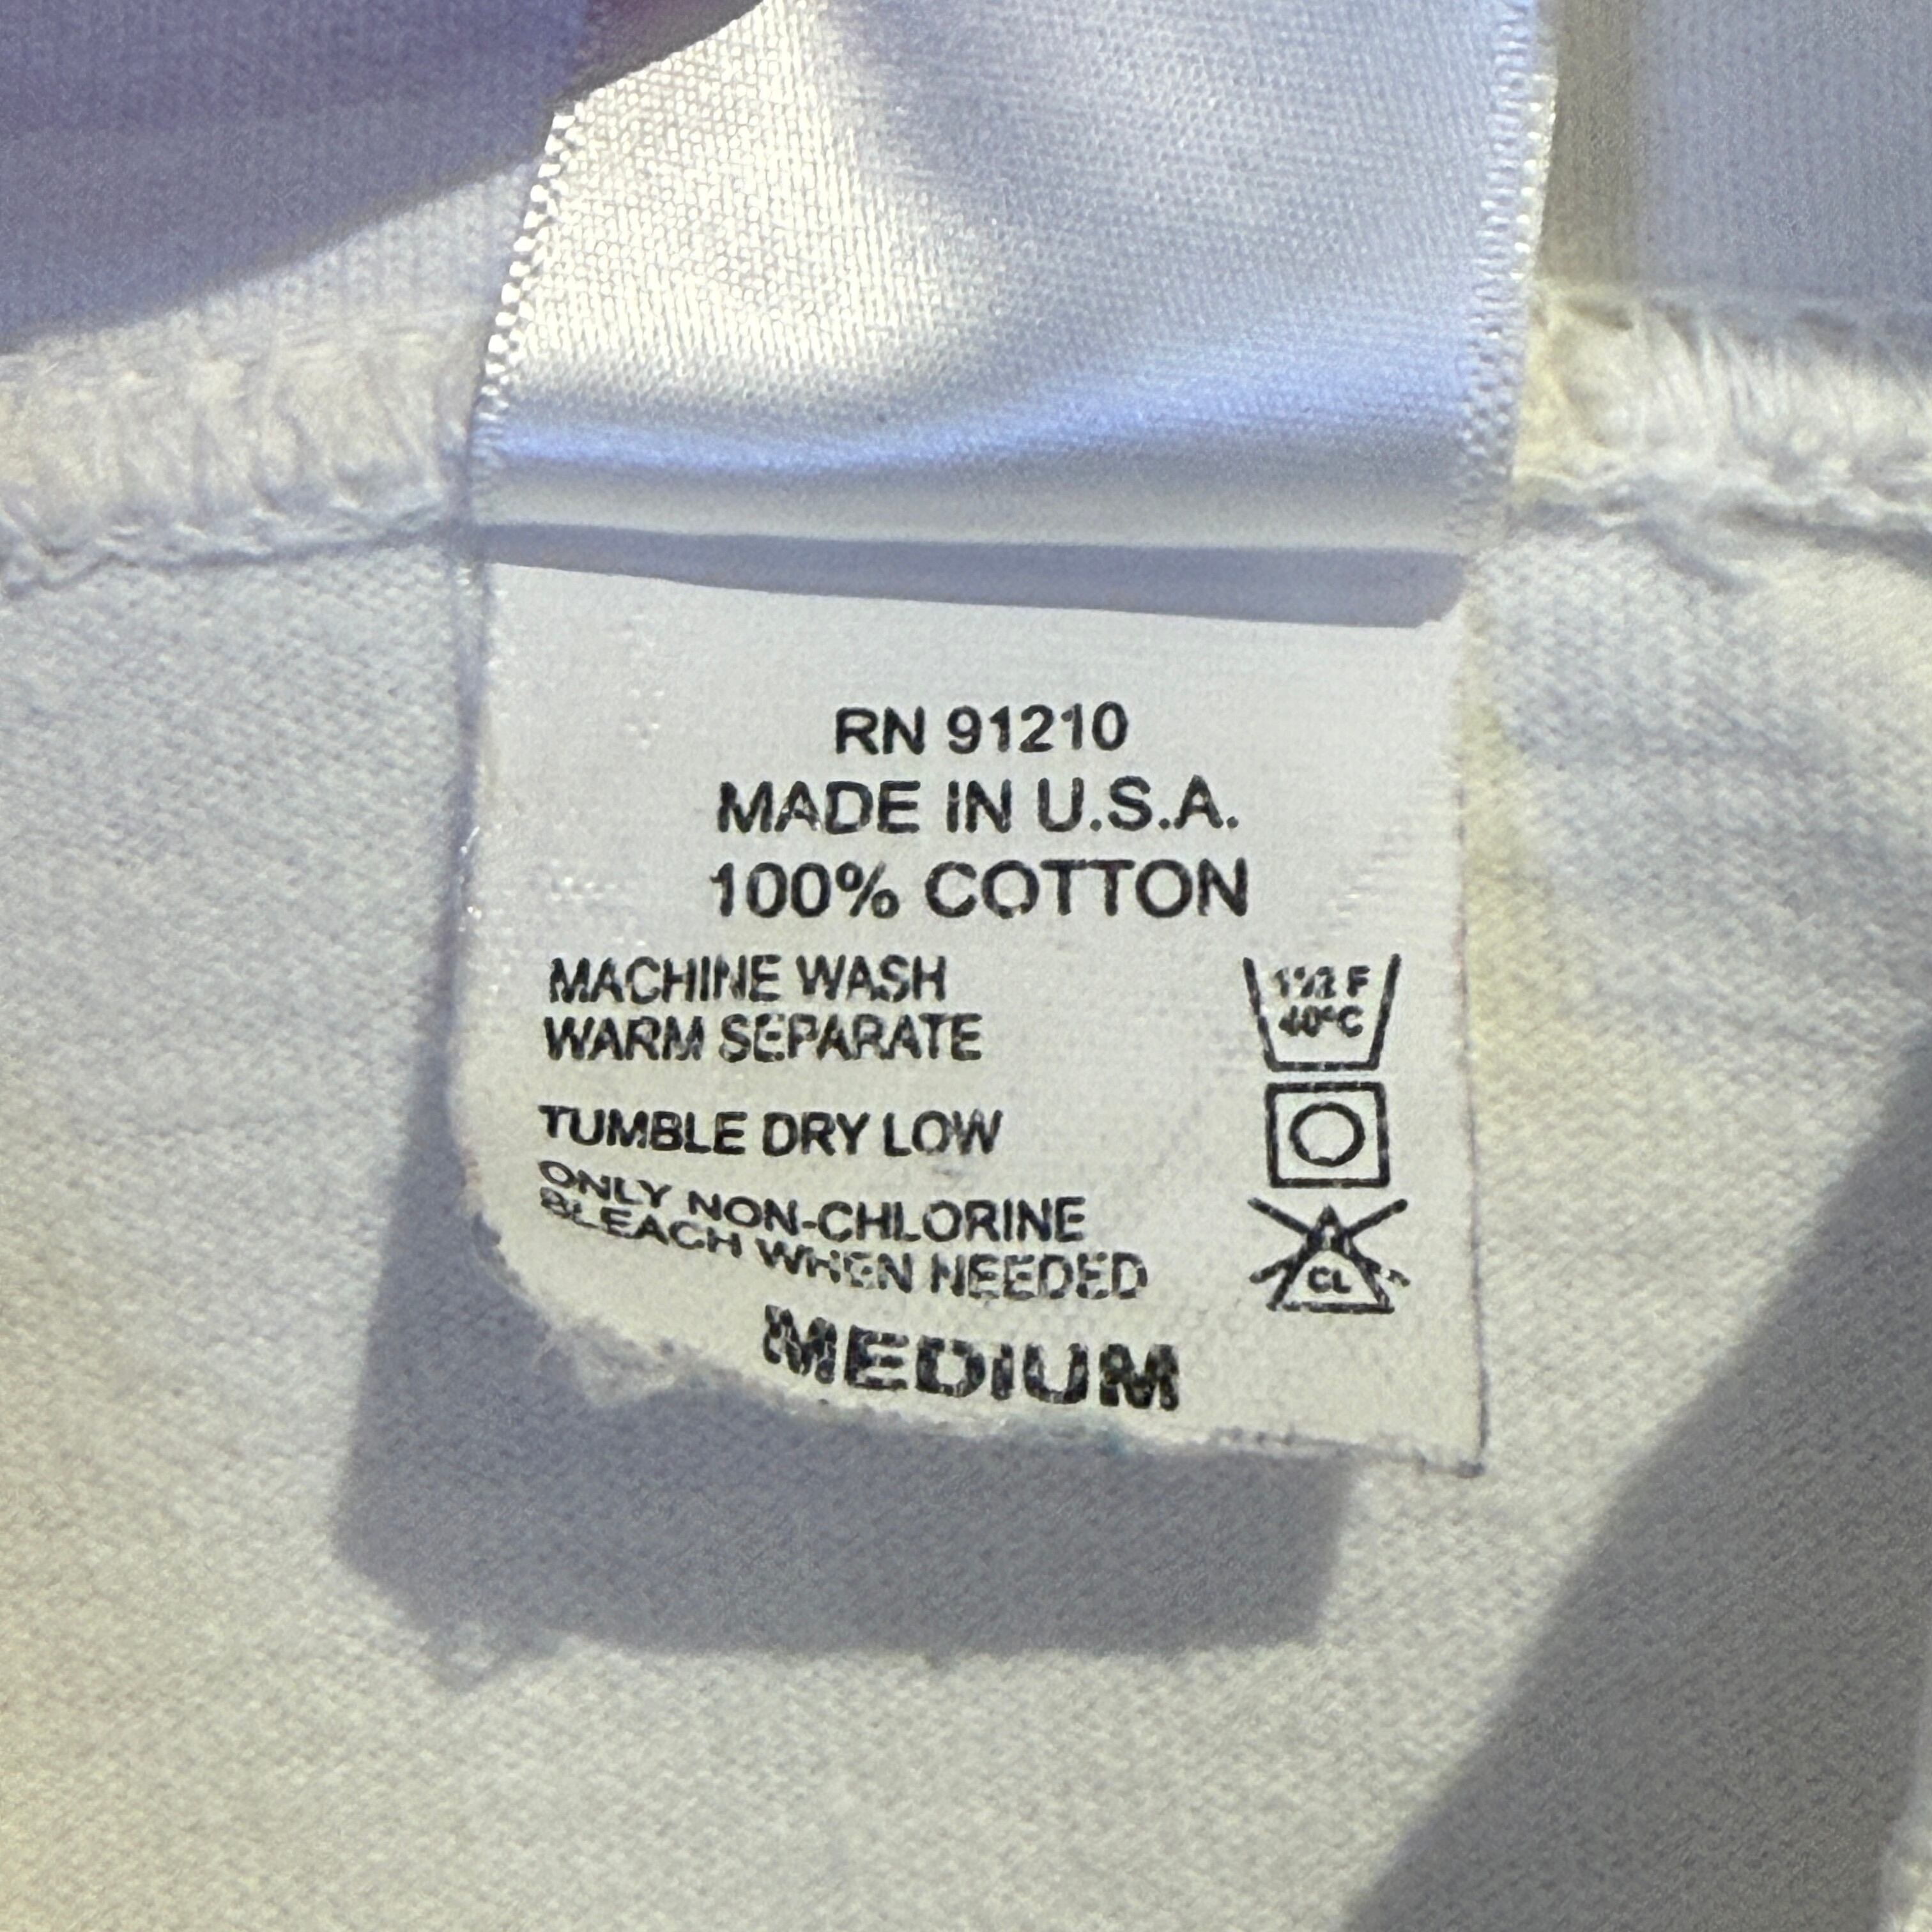 RN 91210
MADE IN U.S.A.
100% COTTON
MACHINE WASH
WARM SEPARATE
TUMBLE DRY LOW
ONLY NON-CHLORINE
BLEACH WHEN NEEDED
MEDIUM
F
40°C
CL